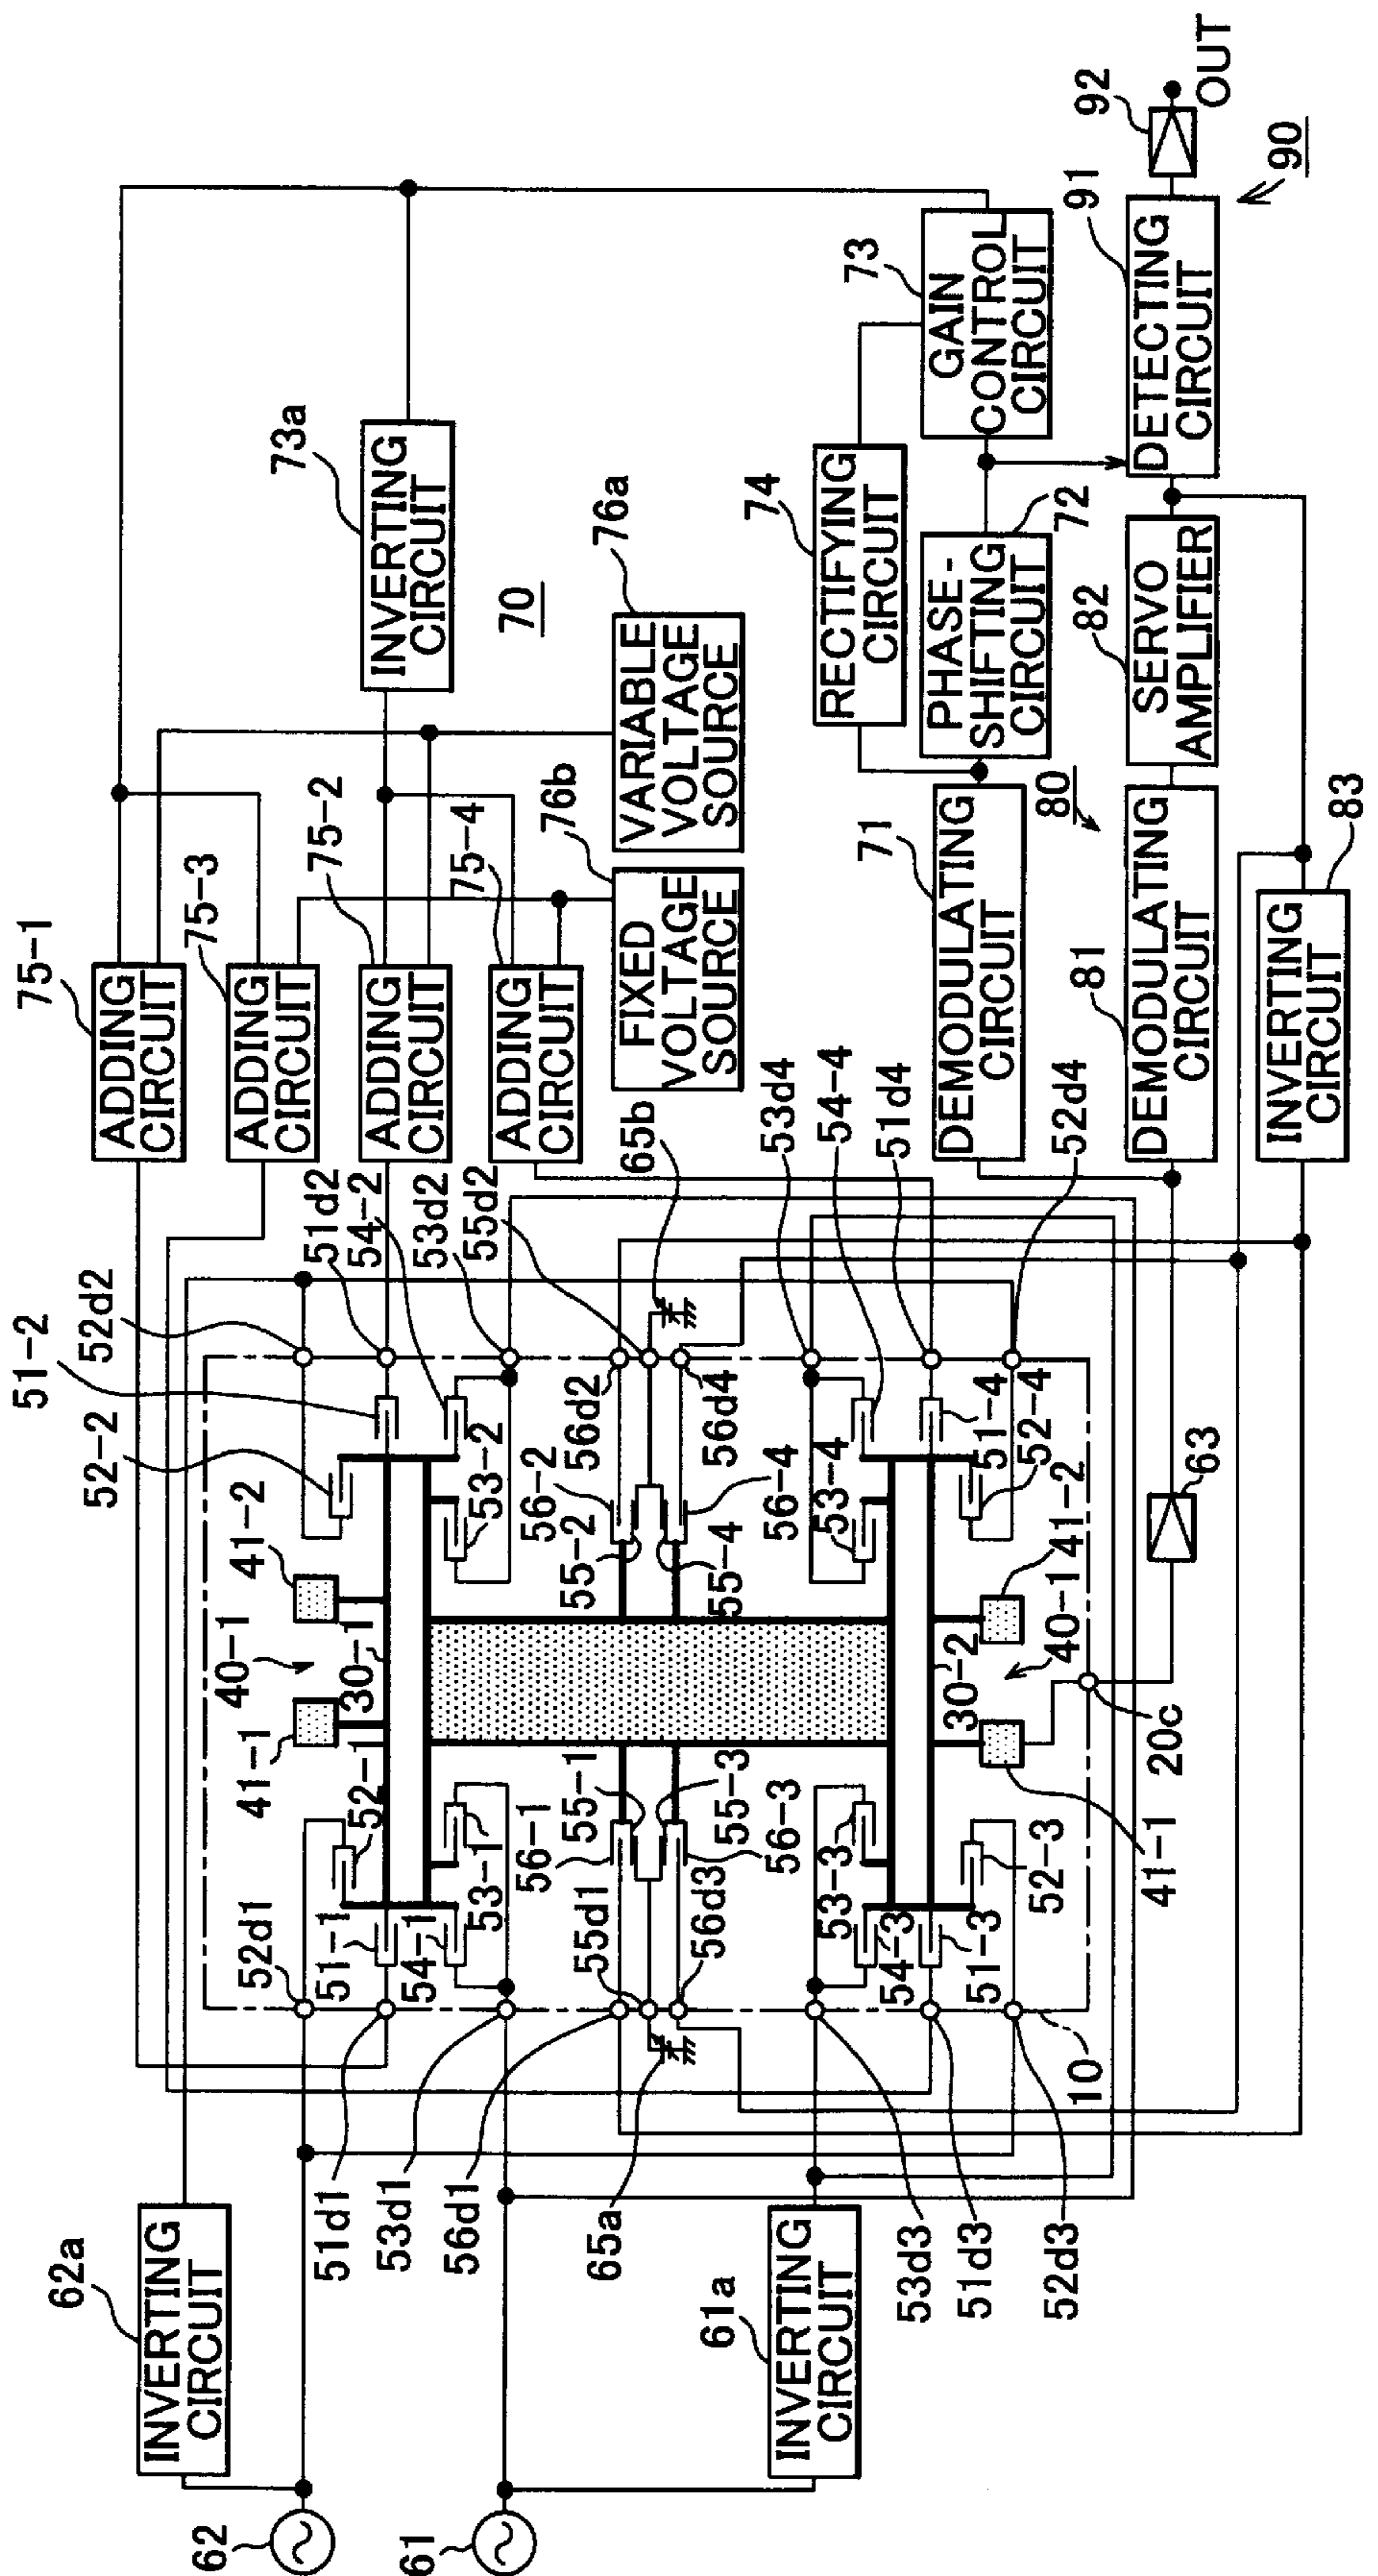 62a
INVERTING
CIRCUIT
62
61
61a
INVERTING
CIRCUIT
51d1
53d1
56d1
65a
53d3
51d3
52d3
10
52d1
51-1
54-1
55d1
56d3
54-3
51-3
41-1
52-1
53-1
56-1
55-1
55-3
56-3
53-3
52-3
41-1
40-1
30-1
30-2
20c
40-1
41-2
41-2
63
51-2
52-2
52d2
53-2
56-2
55-2
55-4
56-4
53-4
51-4
52-4
56d2
56d4
51d2
54-2
53d2
55d2
65b
53d4
54-4
51d4
52d4
75-1
ADDING
CIRCUIT
75-3
ADDING
CIRCUIT
75-2
ADDING
CIRCUIT
75-4
ADDING
CIRCUIT
76b
FIXED
VOLTAGE
SOURCE
76a
VARIABLE
VOLTAGE
SOURCE
70
73a
INVERTING
CIRCUIT
71
DEMODULATING
CIRCUIT
80
72
PHASE-
SHIFTING
CIRCUIT
74
RECTIFYING
CIRCUIT
73
GAIN
CONTROL
CIRCUIT
81
DEMODULATING
CIRCUIT
82
SERVO
AMPLIFIER
83
INVERTING
CIRCUIT
91
DETECTING
CIRCUIT
90
92
OUT